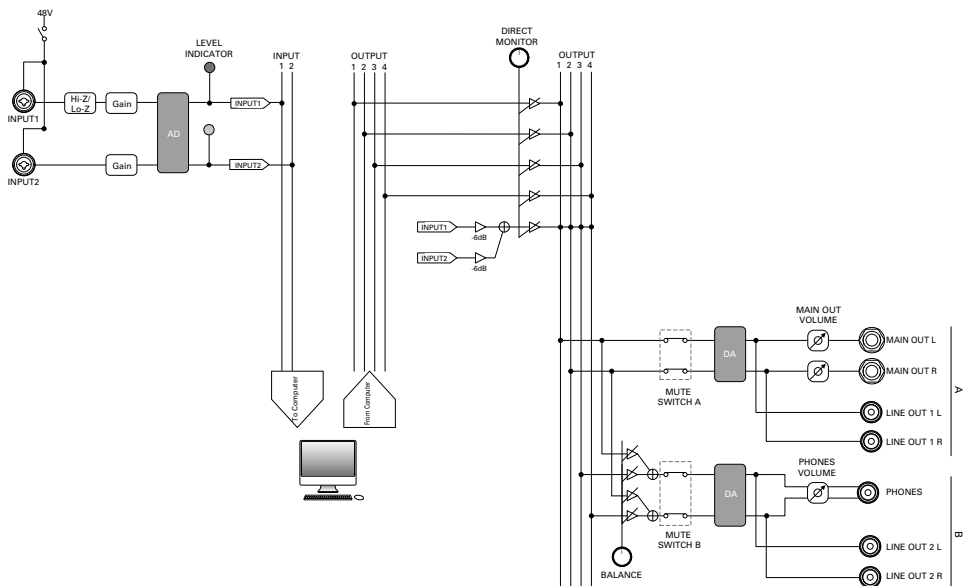 48V
LEVEL
INDICATOR
INPUT
1 2
OUTPUT
1 2 3 4
DIRECT
MONITOR
OUTPUT
1 2 3 4
INPUT1
Hi-Z/
Lo-Z
Gain
AD
INPUT1
INPUT2
Gain
INPUT2
INPUT1
-6dB
INPUT2
-6dB
To Computer
From Computer
MUTE
SWITCH A
DA
MAIN OUT
VOLUME
MAIN OUT L
MAIN OUT R
LINE OUT 1 L
LINE OUT 1 R
A
MUTE
SWITCH B
DA
PHONES
VOLUME
PHONES
LINE OUT 2 L
LINE OUT 2 R
B
BALANCE